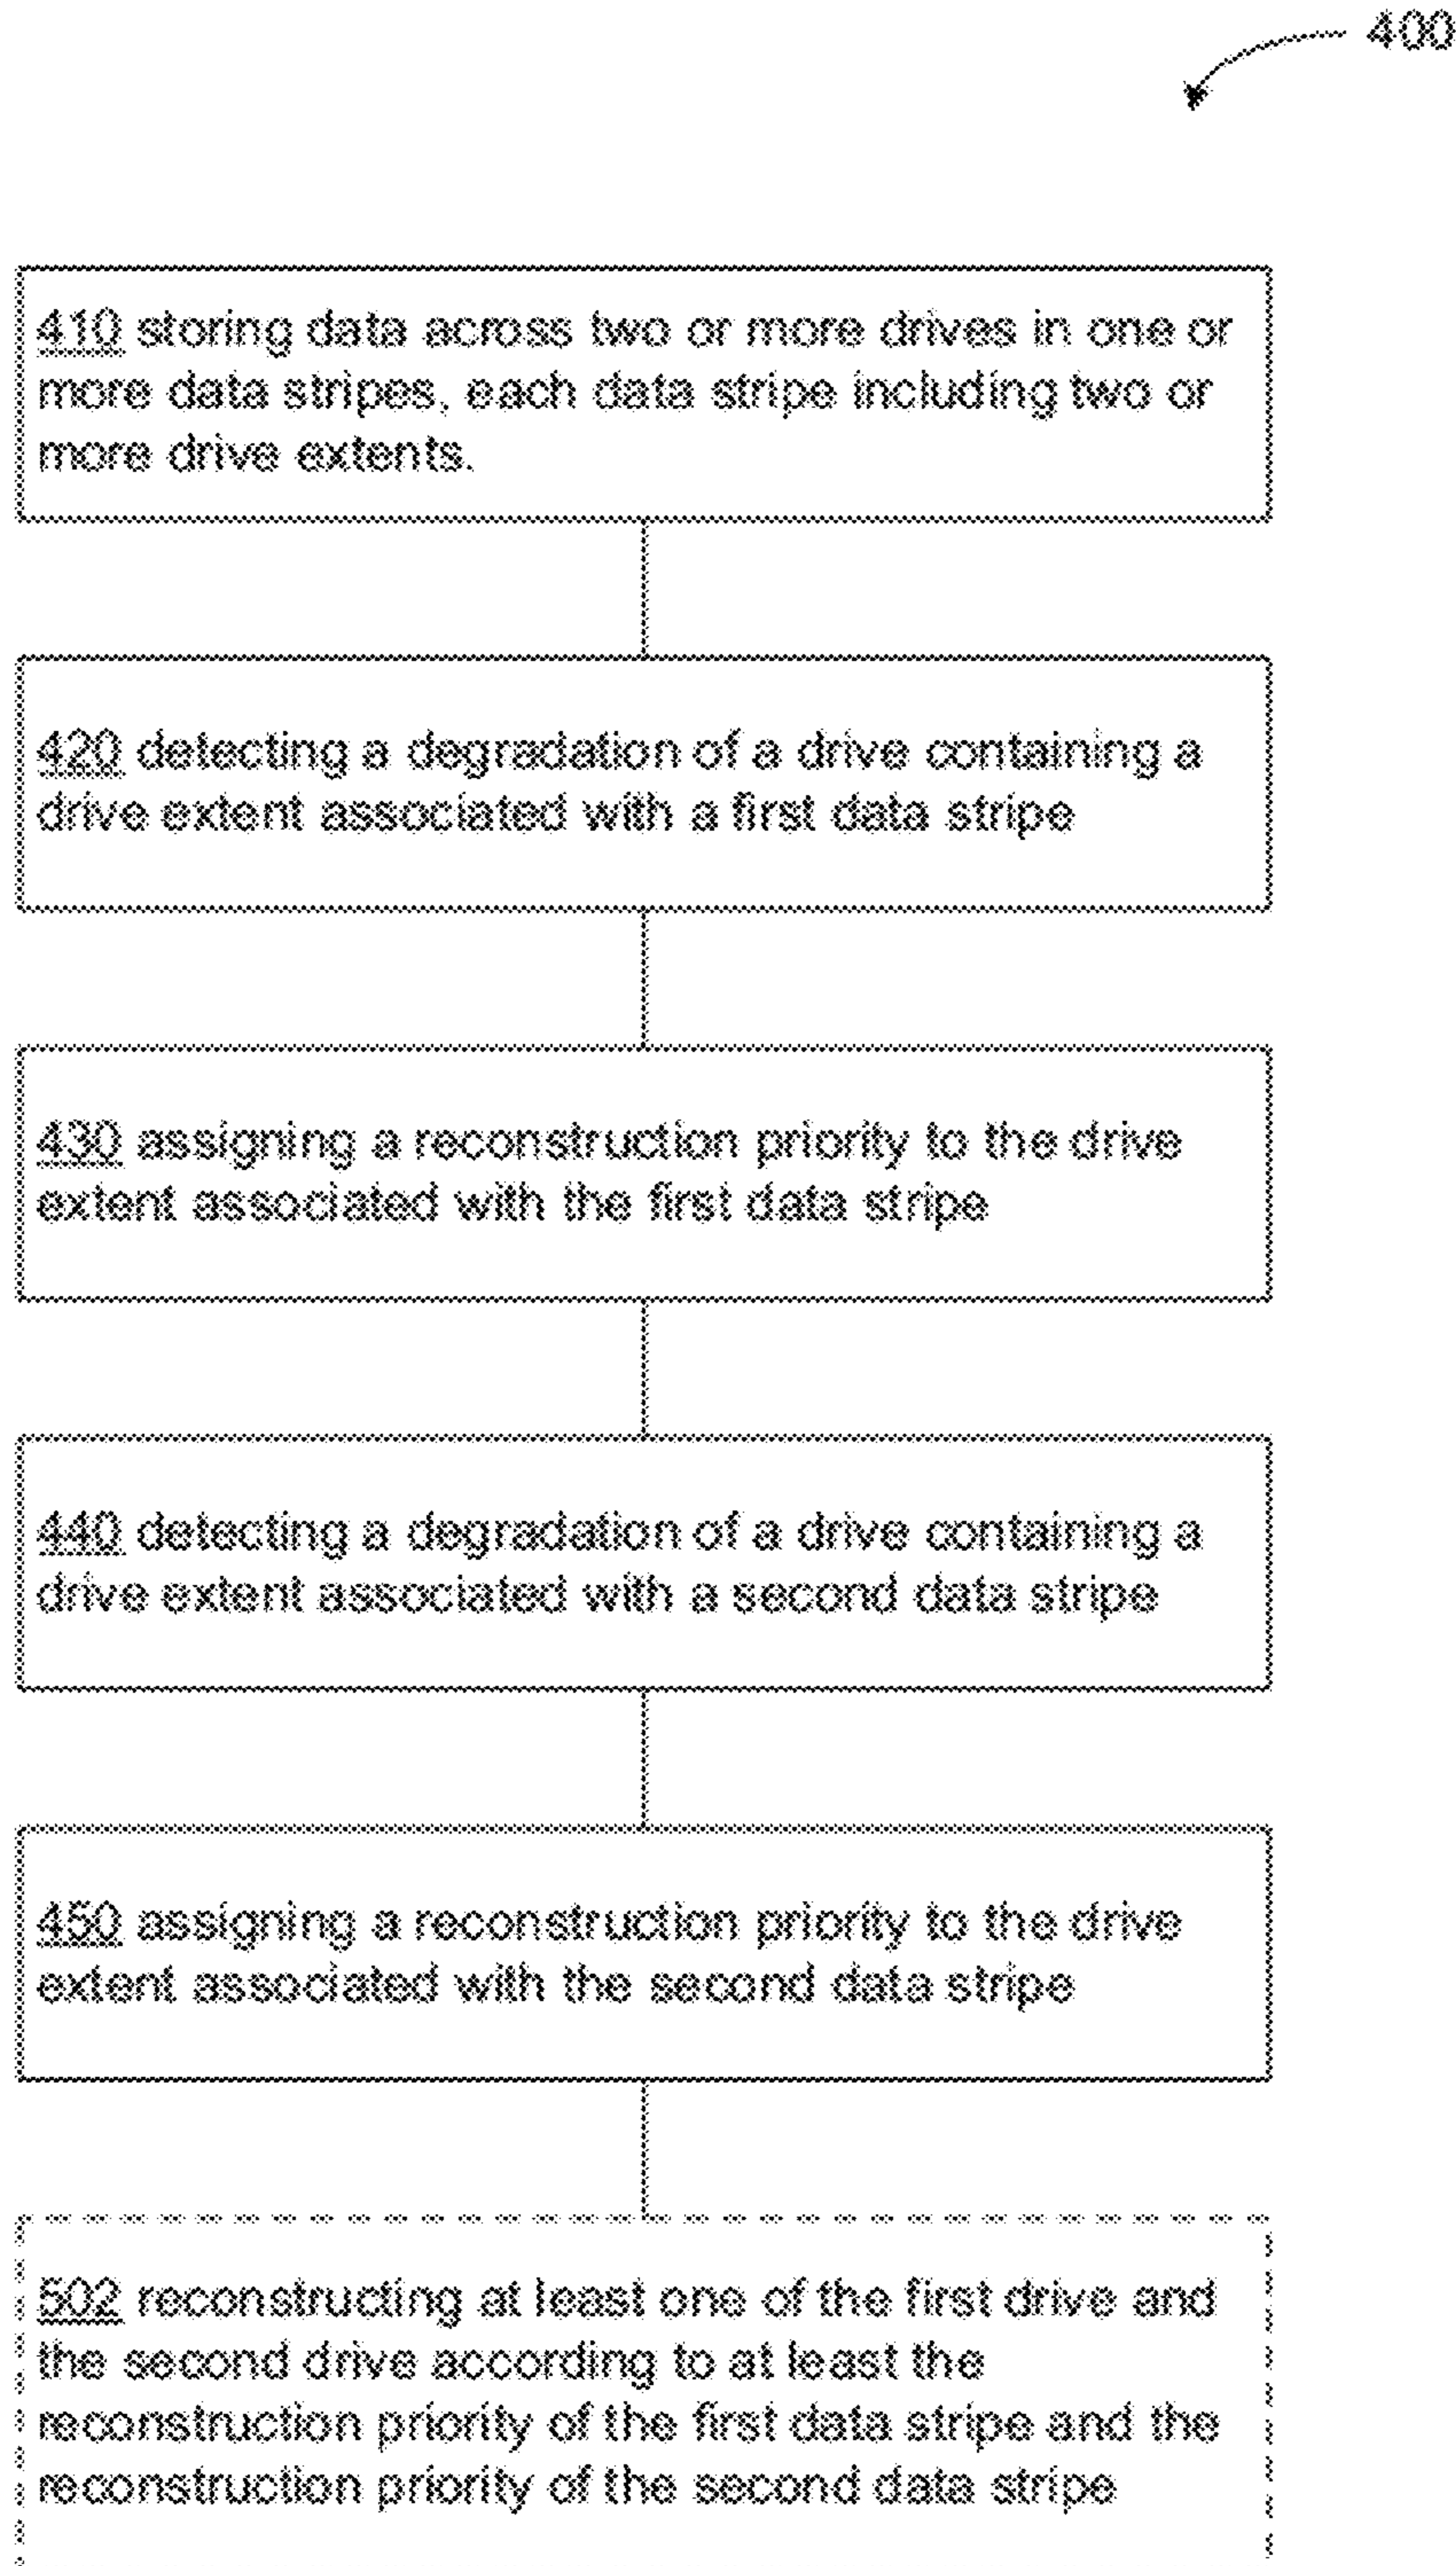 400
410 storing data across two or more drives in one or
more data stripes, each data stripe including two or
more drive extents.
420 detecting a degradation of a drive containing a
drive extent associated with a first data stripe
430 assigning a reconstruction priority to the drive
extent associated with the first data stripe
440 detecting a degradation of a drive containing a
drive extent associated with a second data stripe
450 assigning a reconstruction priority to the drive
extent associated with the second data stripe
502 reconstructing at least one of the first drive and
the second drive according to at least the
reconstruction priority of the first data stripe and the
reconstruction priority of the second data stripe